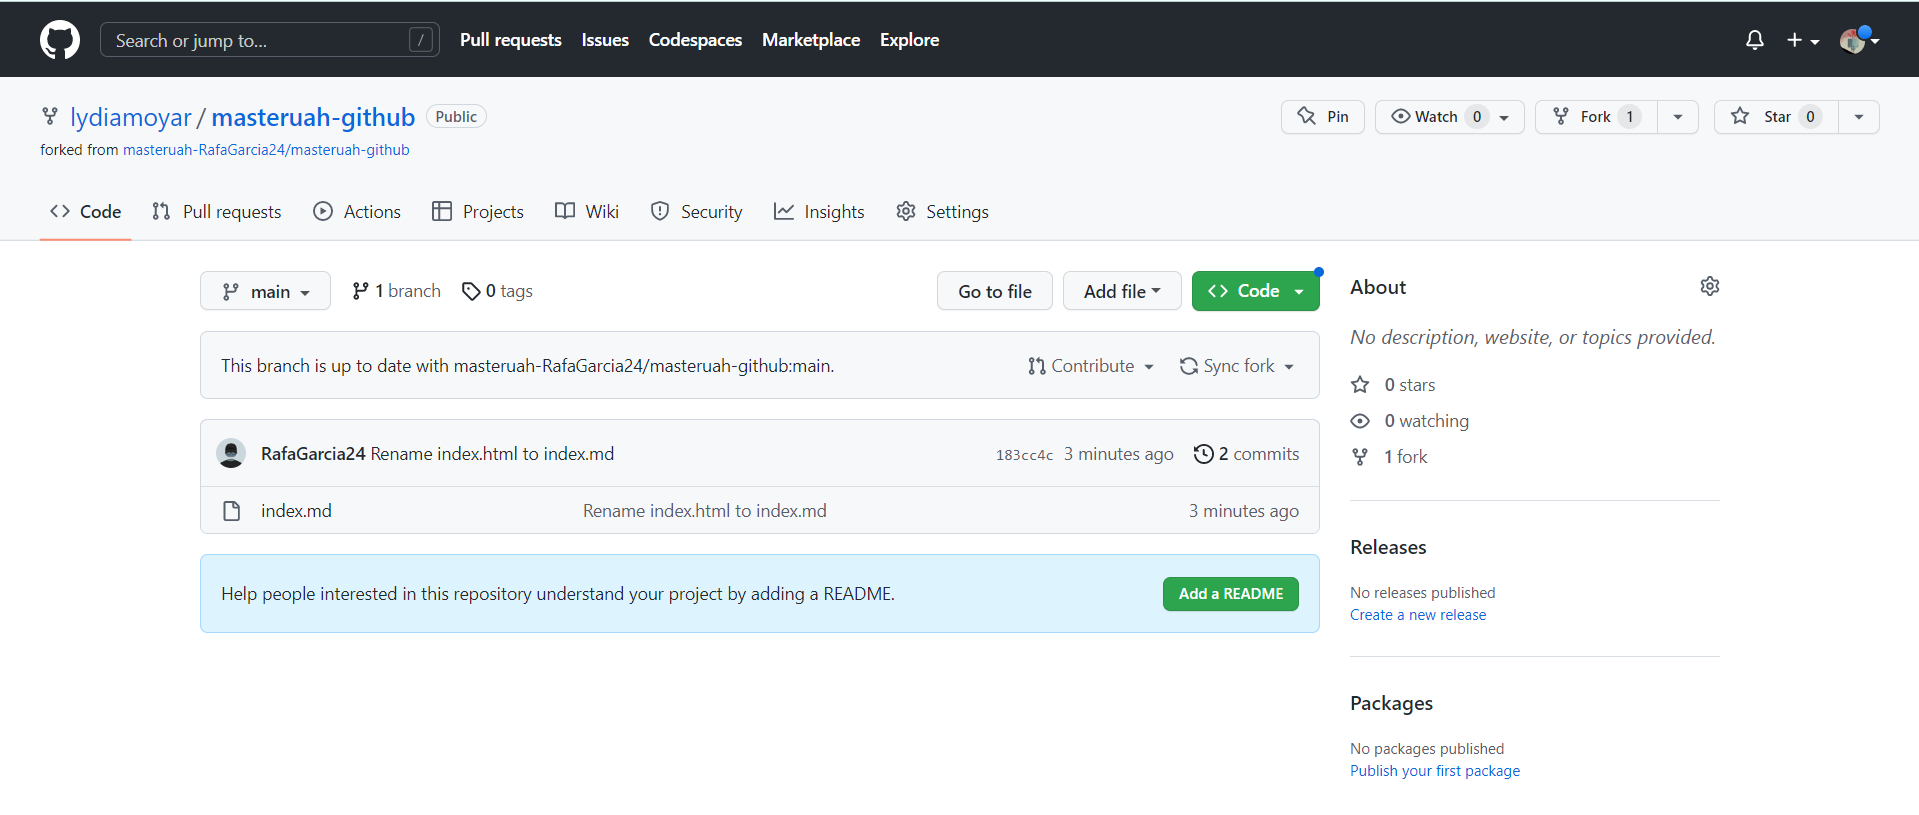 Search or jump to... / Pull requests Issues Codespaces Marketplace Explore
lydiamoyar / masteruah-github Public Pin Watch 0 Fork 1 Star 0
forked from masteruah-RafaGarcia24/masteruah-github
Code Pull requests Actions Projects Wiki Security Insights Settings
main 1 branch 0 tags Go to file Add file Code
This branch is up to date with masteruah-RafaGarcia24/masteruah-github:main. Contribute Sync fork
RafaGarcia24 Rename index.html to index.md 183cc4c 3 minutes ago 2 commits
index.md Rename index.html to index.md 3 minutes ago
Help people interested in this repository understand your project by adding a README. Add a README
About
No description, website, or topics provided.
0 stars
0 watching
1 fork
Releases
No releases published
Create a new release
Packages
No packages published
Publish your first package